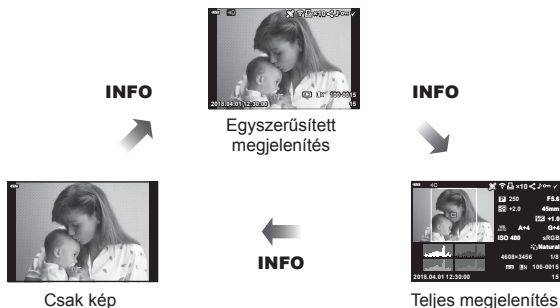 ×10
100-0015
2018.04.01 12:30:00 15
INFO
INFO
Egyszerűsített
megjelenítés
×10
P 250 F5.6
+2.0 45mm
+1.0
A+4 G+4
ISO 400 sRGB
Natural
4608×3456 1/8
100-0015
2018.04.01 12:30:00 15
INFO
Csak kép
Teljes megjelenítés